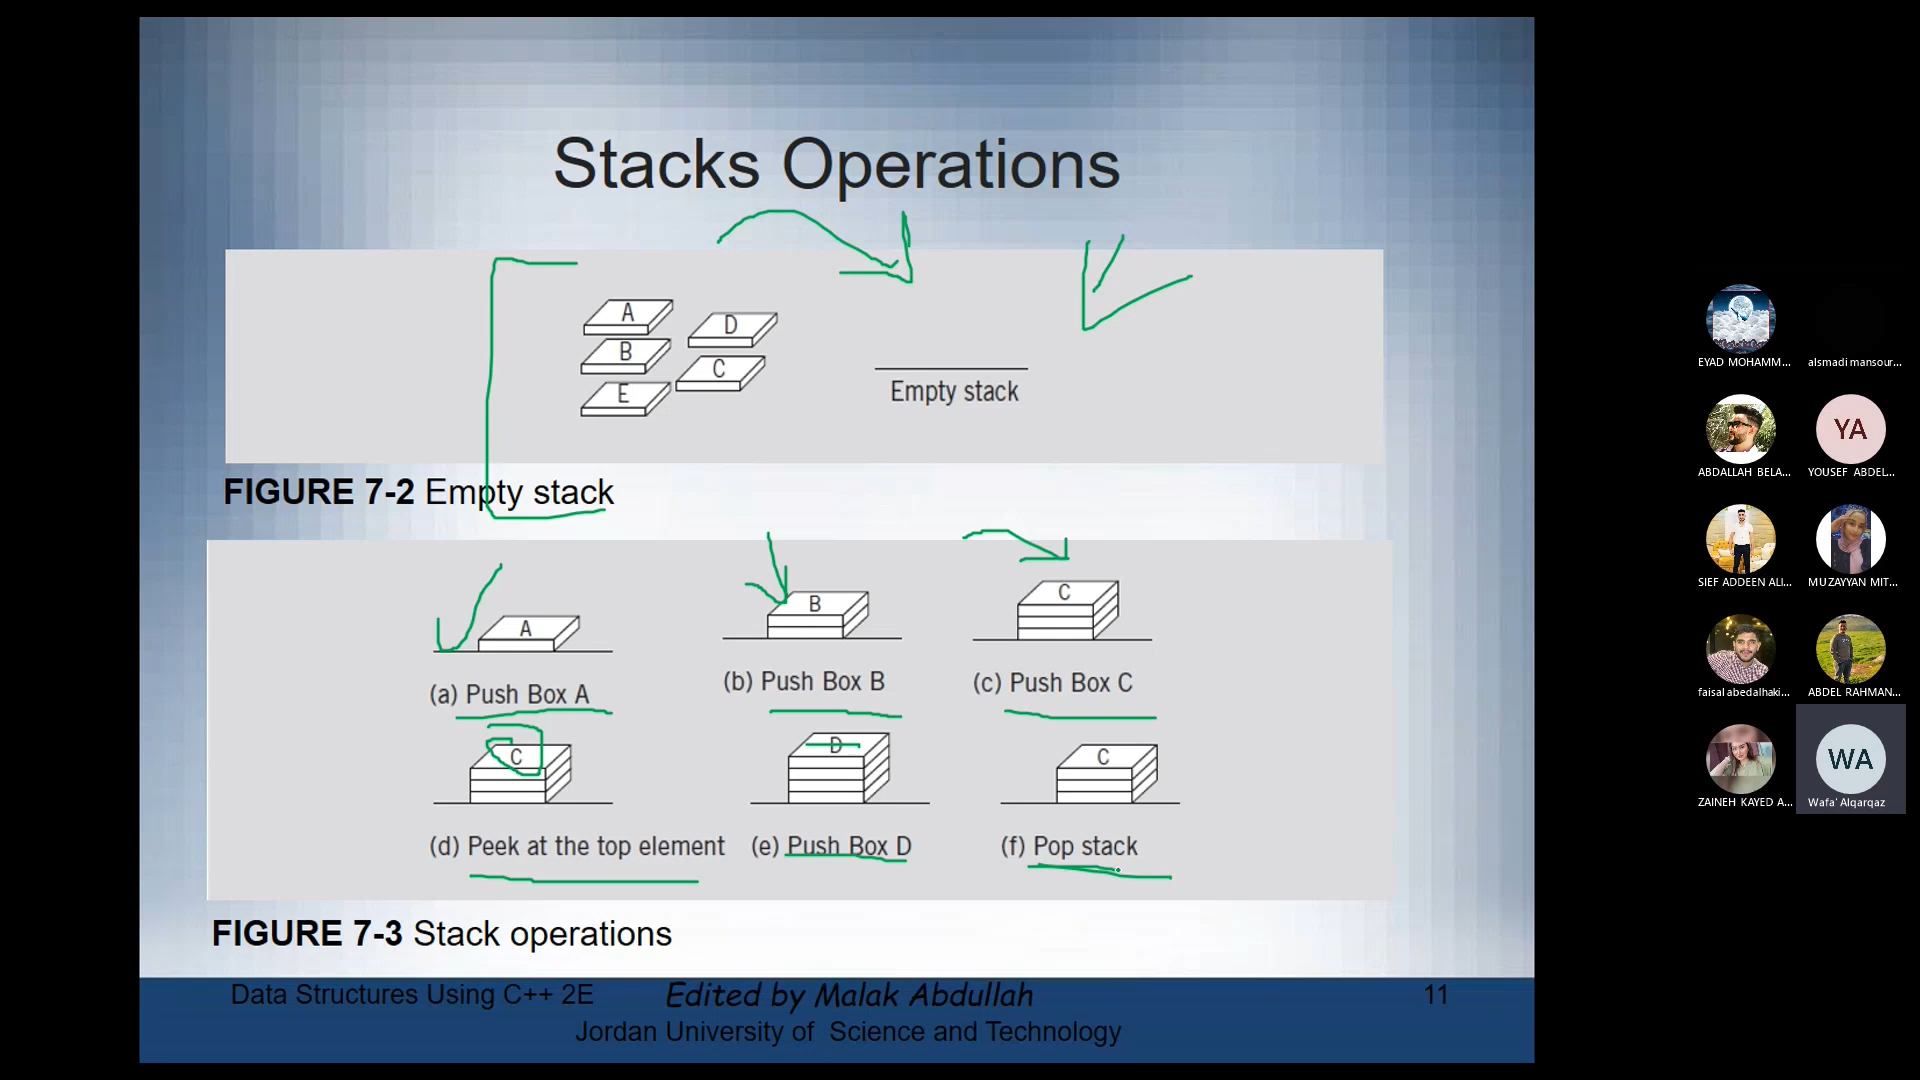 Stacks Operations
A
D
B
C
E
Empty stack
FIGURE 7-2 Empty stack
A
B
C
(a) Push Box A
(b) Push Box B
(c) Push Box C
C
D
C
(d) Peek at the top element
(e) Push Box D
(f) Pop stack
FIGURE 7-3 Stack operations
Data Structures Using C++ 2E
Edited by Malak Abdullah
11
Jordan University of Science and Technology
EYAD MOHAMM...
alsmadi mansour...
YA
ABDALLAH BELA...
YOUSEF ABDEL...
SIEF ADDEEN ALI...
MUZAYYAN MIT...
faisal abedalhaki...
ABDEL RAHMAN...
WA
ZAINEH KAYED A...
Wafa' Alqarqaz